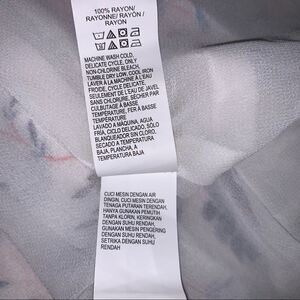 100% RAYON/
RAYONNE/ RAYÓN /
RAYON
MACHINE WASH COLD,
DELICATE CYCLE, ONLY
NON-CHLORINE BLEACH,
TUMBLE DRY LOW, COOL IRON
LAVER À LA MACHINE À L'EAU
FROIDE, CYCLE DÉLICATE,
SEULEMENT DE L'EAU DE JAVEL
SANS CHLORURE, SÉCHER PAR
CULBUTAGE À BASSE
TEMPÉRATURE, FER À BASSE
TEMPÉRATURE
LAVADO A MÁQUINA, AGUA
FRÍA, CICLO DELICADO, SÓLO
BLANQUEADOR SIN CLORO,
SECADO A TEMPERATURA
BAJA, PLANCHA, A
TEMPERATURA BAJA
CUCI MESIN DENGAN AIR
DINGIN, CUCI MESIN DENGAN
TENAGA PUTARAN TERENDAH,
HANYA GUNAKAN PEMUTIH
TANPA KLORIN, KERINGKAN
DENGAN SUHU RENDAH,
GUNAKAN MESIN PENGERING
DENGAN SUHU RENDAH,
SETRIKA DENGAN SUHU
RENDAH